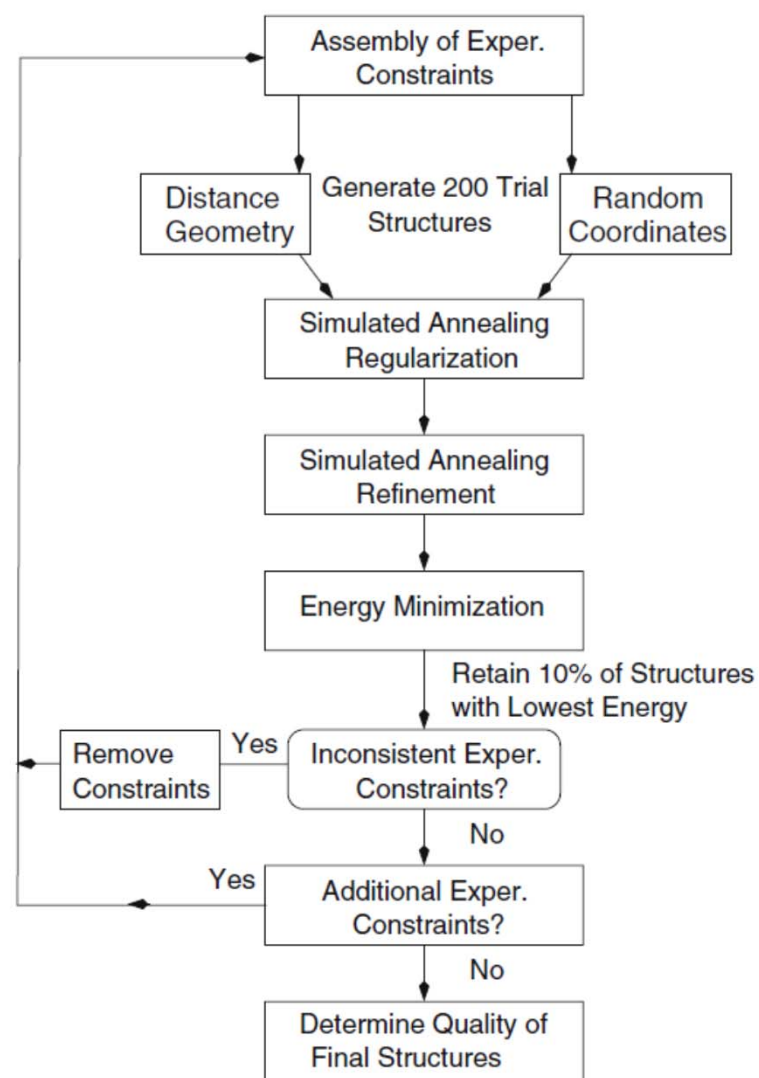 Assembly of Exper.
Constraints
Distance
Geometry
Generate 200 Trial
Structures
Random
Coordinates
Simulated Annealing
Regularization
Simulated Annealing
Refinement
Energy Minimization
Retain 10% of Structures
with Lowest Energy
Remove
Constraints
Yes
Inconsistent Exper.
Constraints?
No
Yes
Additional Exper.
Constraints?
No
Determine Quality of
Final Structures